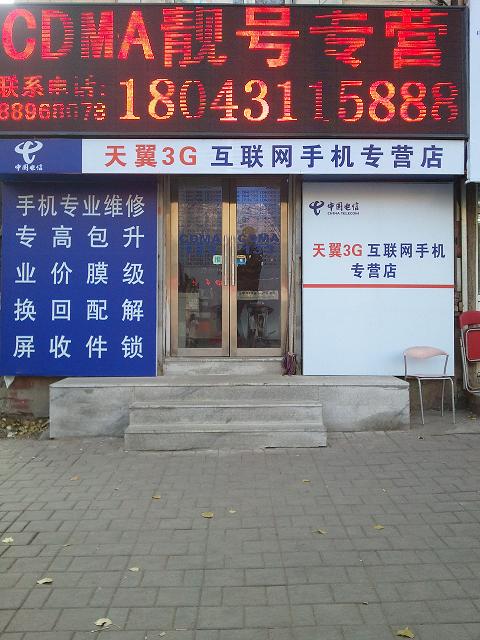 CDMA靓号专营
联系电话:
88968078
18043115888
中国电信
天翼3G 互联网手机专营店
手机专业维修
专高包升
业价膜级
换回配解
屏收件锁
CDMA CDMA
中国电信
CHINA TELECOM
天翼3G 互联网手机
专营店